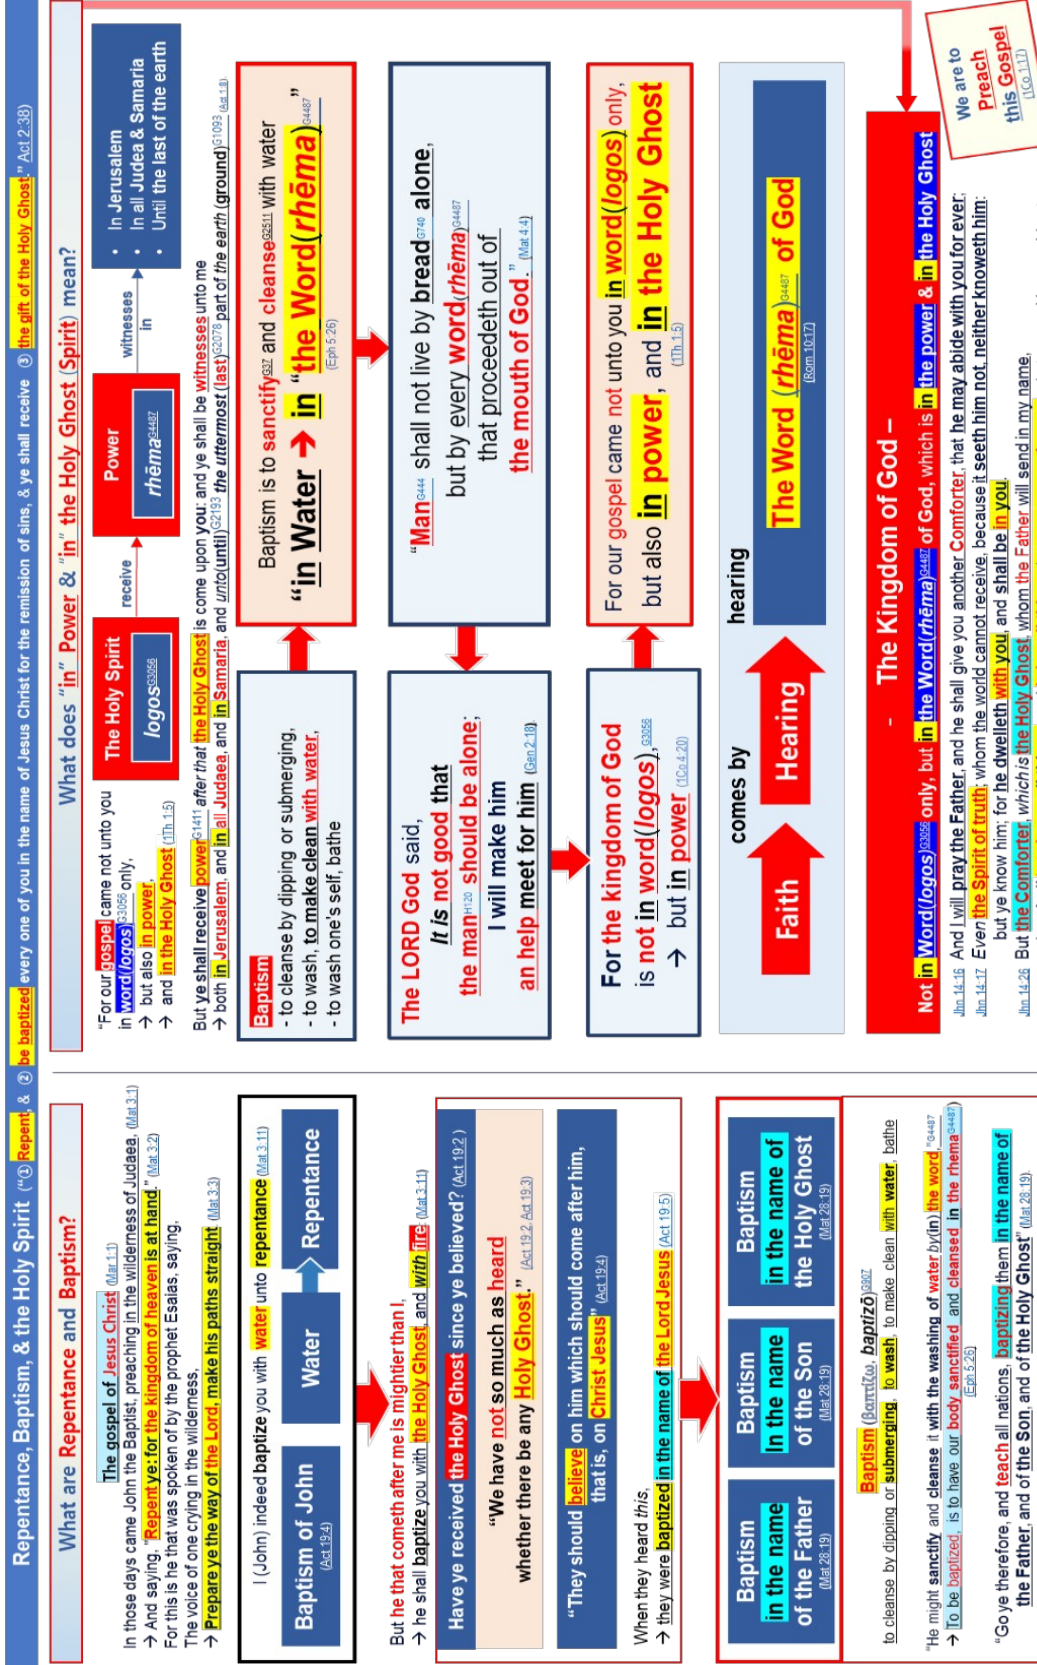 Repentance, Baptism, & the Holy Spirit ("① Repent, & ② be baptized every one of you in the name of Jesus Christ for the remission of sins, & ye shall receive ③ the gift of the Holy Ghost." Act 2:38)
What are Repentance and Baptism?
The gospel of Jesus Christ (Mar 1:1)
In those days came John the Baptist, preaching in the wilderness of Judaea, (Mat 3:1)
→ And saying, "Repent ye: for the kingdom of heaven is at hand." (Mat 3:2)
For this is he that was spoken of by the prophet Esaias, saying,
The voice of one crying in the wilderness,
→ Prepare ye the way of the Lord, make his paths straight (Mat 3:3)
I (John) indeed baptize you with water unto repentance (Mat 3:11)
Baptism of John
(Act 19:4)
Water
Repentance
But he that cometh after me is mightier than I,
→ he shall baptize you with the Holy Ghost, and with fire (Mat 3:11)
Have ye received the Holy Ghost since ye believed? (Act 19:2)
"We have not so much as heard
whether there be any Holy Ghost." (Act 19:2, Act 19:3)
"They should believe on him which should come after him,
that is, on Christ Jesus" (Act 19:4)
When they heard this,
→ they were baptized in the name of the Lord Jesus (Act 19:5)
Baptism
in the name
of the Father
(Mat 28:19)
Baptism
In the name
of the Son
(Mat 28:19)
Baptism
in the name of
the Holy Ghost
(Mat 28:19)
Baptism (βαπτίζω, baptizō)G907
to cleanse by dipping or submerging, to wash, to make clean with water, bathe
"He might sanctify and cleanse it with the washing of water by(in) the word,"G4487
→ To be baptized, is to have our body sanctified and cleansed in the rhemaG4487)
(Eph 5:26)
"Go ye therefore, and teach all nations, baptizing them in the name of
the Father, and of the Son, and of the Holy Ghost" (Mat 28:19).
What does "in" Power & "in" the Holy Ghost (Spirit) mean?
"For our gospel came not unto you
in word(logos)G3056 only,
→ but also in power,
→ and in the Holy Ghost (1Th 1:5)
The Holy Spirit
logosG3056
receive
Power
rhēmaG4487
witnesses
in
• In Jerusalem
• In all Judea & Samaria
• Until the last of the earth
But ye shall receive powerG1411 after that the Holy Ghost is come upon you: and ye shall be witnesses unto me
→ both in Jerusalem, and in all Judaea, and in Samaria, and unto(until)G2193 the uttermost (last)G2078 part of the earth (ground)G1093 (Act 1:8)
Baptism
- to cleanse by dipping or submerging,
- to wash, to make clean with water,
- to wash one's self, bathe
Baptism is to sanctifyG37 and cleanseG2511 with water
"in Water → in "the Word(rhēma)G4487"
(Eph 5:26)
The LORD God said,
It is not good that
the manH120 should be alone;
I will make him
an help meet for him (Gen 2:18)
"ManG444 shall not live by breadG740 alone,
but by every word(rhēma)G4487
that proceedeth out of
the mouth of God." (Mat 4:4)
For the kingdom of God
is not in word(logos),G3056
→ but in power (1Co 4:20)
For our gospel came not unto you in word(logos) only,
but also in power, and in the Holy Ghost
(1Th 1:5)
Faith
comes by
Hearing
hearing
The Word (rhēma)G4487 of God
(Rom 10:17)
- The Kingdom of God –
Not in Word(logos)G3056 only, but in the Word(rhēma)G4487 of God, which is in the power & in the Holy Ghost
We are to
Preach
this Gospel
(1Co 1:17)
Jhn 14:16 And I will pray the Father, and he shall give you another Comforter, that he may abide with you for ever;
Jhn 14:17 Even the Spirit of truth; whom the world cannot receive, because it seeth him not, neither knoweth him:
but ye know him; for he dwelleth with you, and shall be in you.
Jhn 14:26 But the Comforter, which is the Holy Ghost, whom the Father will send in my name,